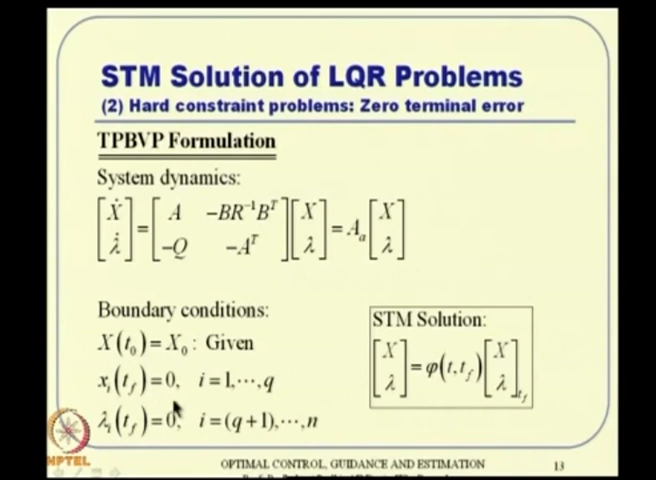 STM Solution of LQR Problems
(2) Hard constraint problems: Zero terminal error
TPBVP Formulation
System dynamics:
[Ẋ; λ̇] = [A  −BR⁻¹Bᵀ; −Q  −Aᵀ] [X; λ] = Aₐ [X; λ]
Boundary conditions:
X(t₀) = X₀ : Given
xᵢ(t_f) = 0,  i = 1,⋯,q
λᵢ(t_f) = 0,  i = (q+1),⋯,n
STM Solution:
[X; λ] = φ(t, t_f) [X; λ]_{t_f}
NPTEL
OPTIMAL CONTROL, GUIDANCE AND ESTIMATION
13